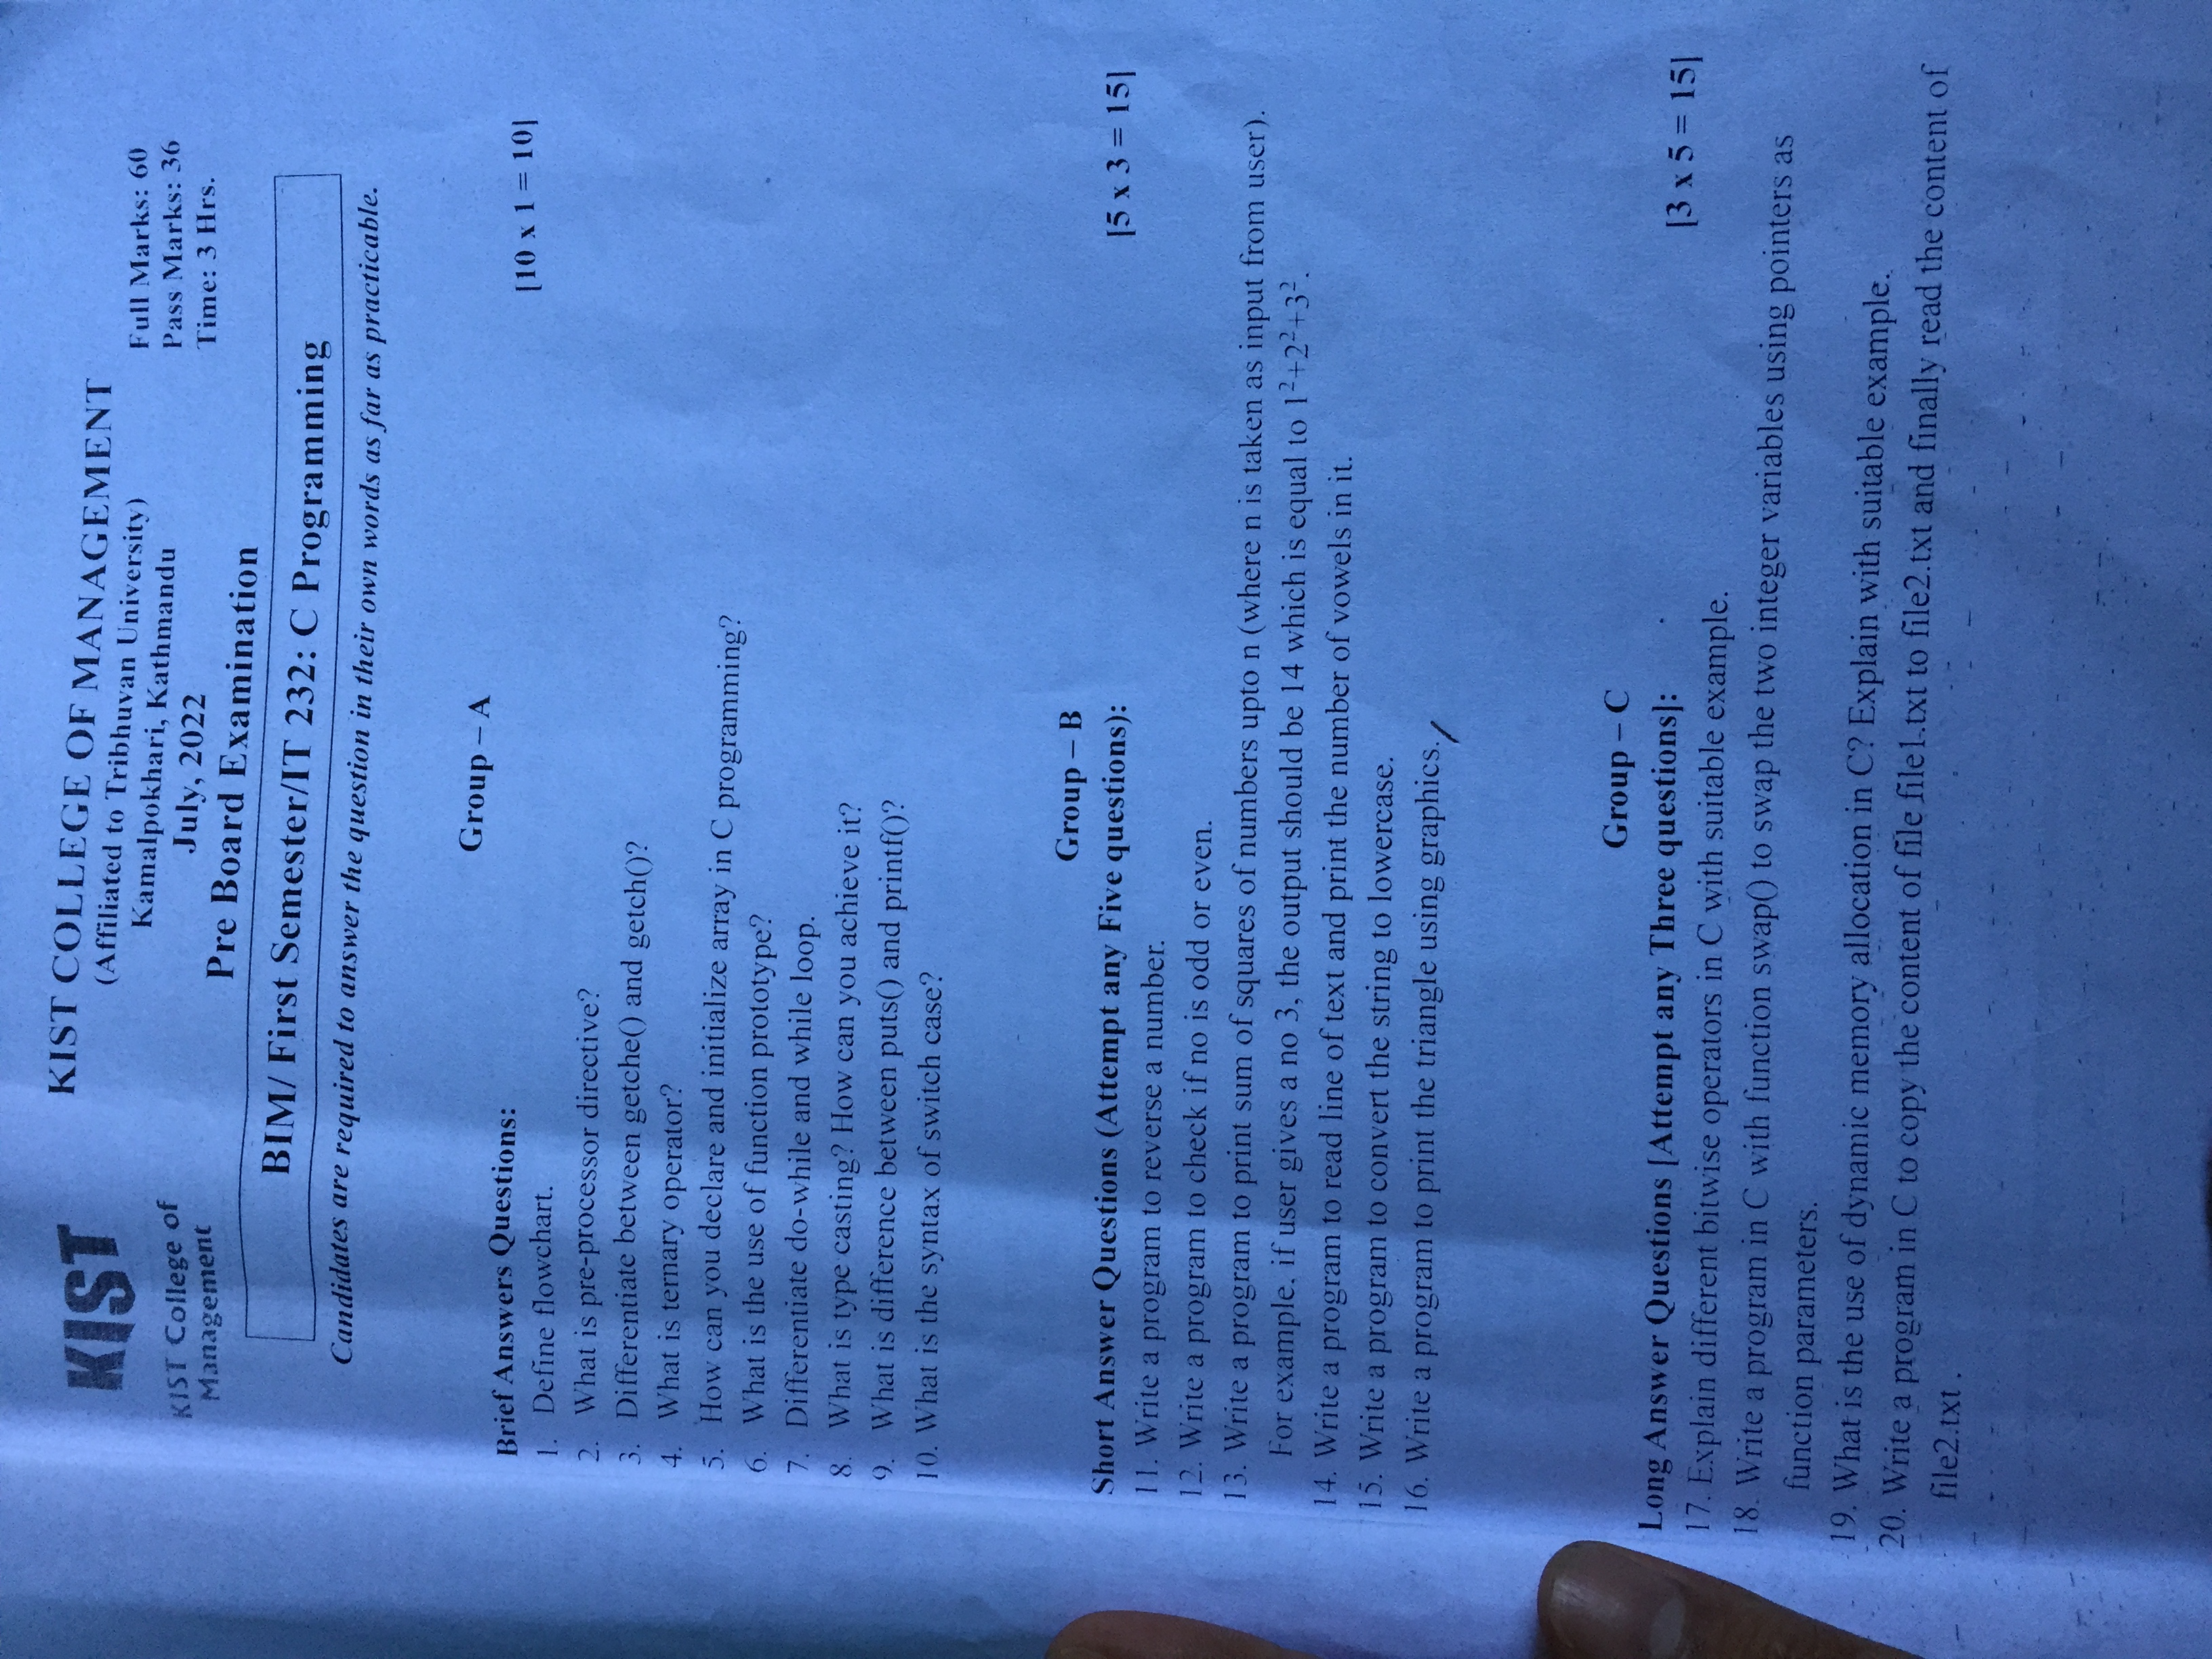 KIST
KIST College of
Management
KIST COLLEGE OF MANAGEMENT
(Affiliated to Tribhuvan University)
Kamalpokhari, Kathmandu
July, 2022
Pre Board Examination
Full Marks: 60
Pass Marks: 36
Time: 3 Hrs.
BIM/ First Semester/IT 232: C Programming
Candidates are required to answer the question in their own words as far as practicable.
Group – A
Brief Answers Questions:
[10 x 1 = 10]
1. Define flowchart.
2. What is pre-processor directive?
3. Differentiate between getche() and getch()?
4. What is ternary operator?
5. How can you declare and initialize array in C programming?
6. What is the use of function prototype?
7. Differentiate do-while and while loop.
8. What is type casting? How can you achieve it?
9. What is difference between puts() and printf()?
10. What is the syntax of switch case?
Group – B
Short Answer Questions (Attempt any Five questions):
[5 x 3 = 15]
11. Write a program to reverse a number.
12. Write a program to check if no is odd or even.
13. Write a program to print sum of squares of numbers upto n (where n is taken as input from user).
For example, if user gives a no 3, the output should be 14 which is equal to 1²+2²+3².
14. Write a program to read line of text and print the number of vowels in it.
15. Write a program to convert the string to lowercase.
16. Write a program to print the triangle using graphics.
Group – C
Long Answer Questions [Attempt any Three questions]:
[3 x 5 = 15]
17. Explain different bitwise operators in C with suitable example.
18. Write a program in C with function swap() to swap the two integer variables using pointers as
function parameters.
19. What is the use of dynamic memory allocation in C? Explain with suitable example.
20. Write a program in C to copy the content of file file1.txt to file2.txt and finally read the content of
file2.txt .